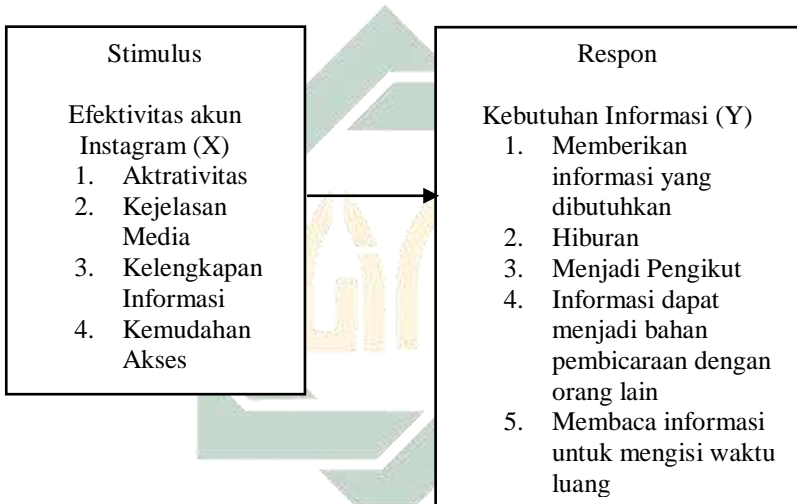 Stimulus
Efektivitas akun
Instagram (X)
1. Aktrativitas
2. Kejelasan
Media
3. Kelengkapan
Informasi
4. Kemudahan
Akses
Respon
Kebutuhan Informasi (Y)
1. Memberikan
informasi yang
dibutuhkan
2. Hiburan
3. Menjadi Pengikut
4. Informasi dapat
menjadi bahan
pembicaraan dengan
orang lain
5. Membaca informasi
untuk mengisi waktu
luang